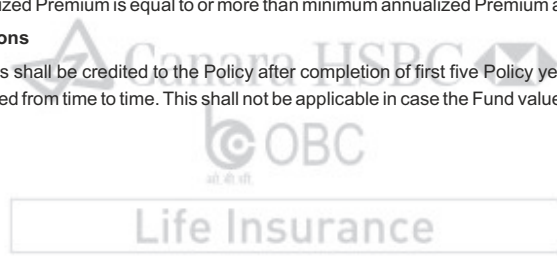 ized Premium is equal to or more than minimum annualized Premium a
ons
s shall be credited to the Policy after completion of first five Policy ye
Canara HSBC
ed from time to time. This shall not be applicable in case the Fund value
OBC
ओ.बी.सी.
Life Insurance